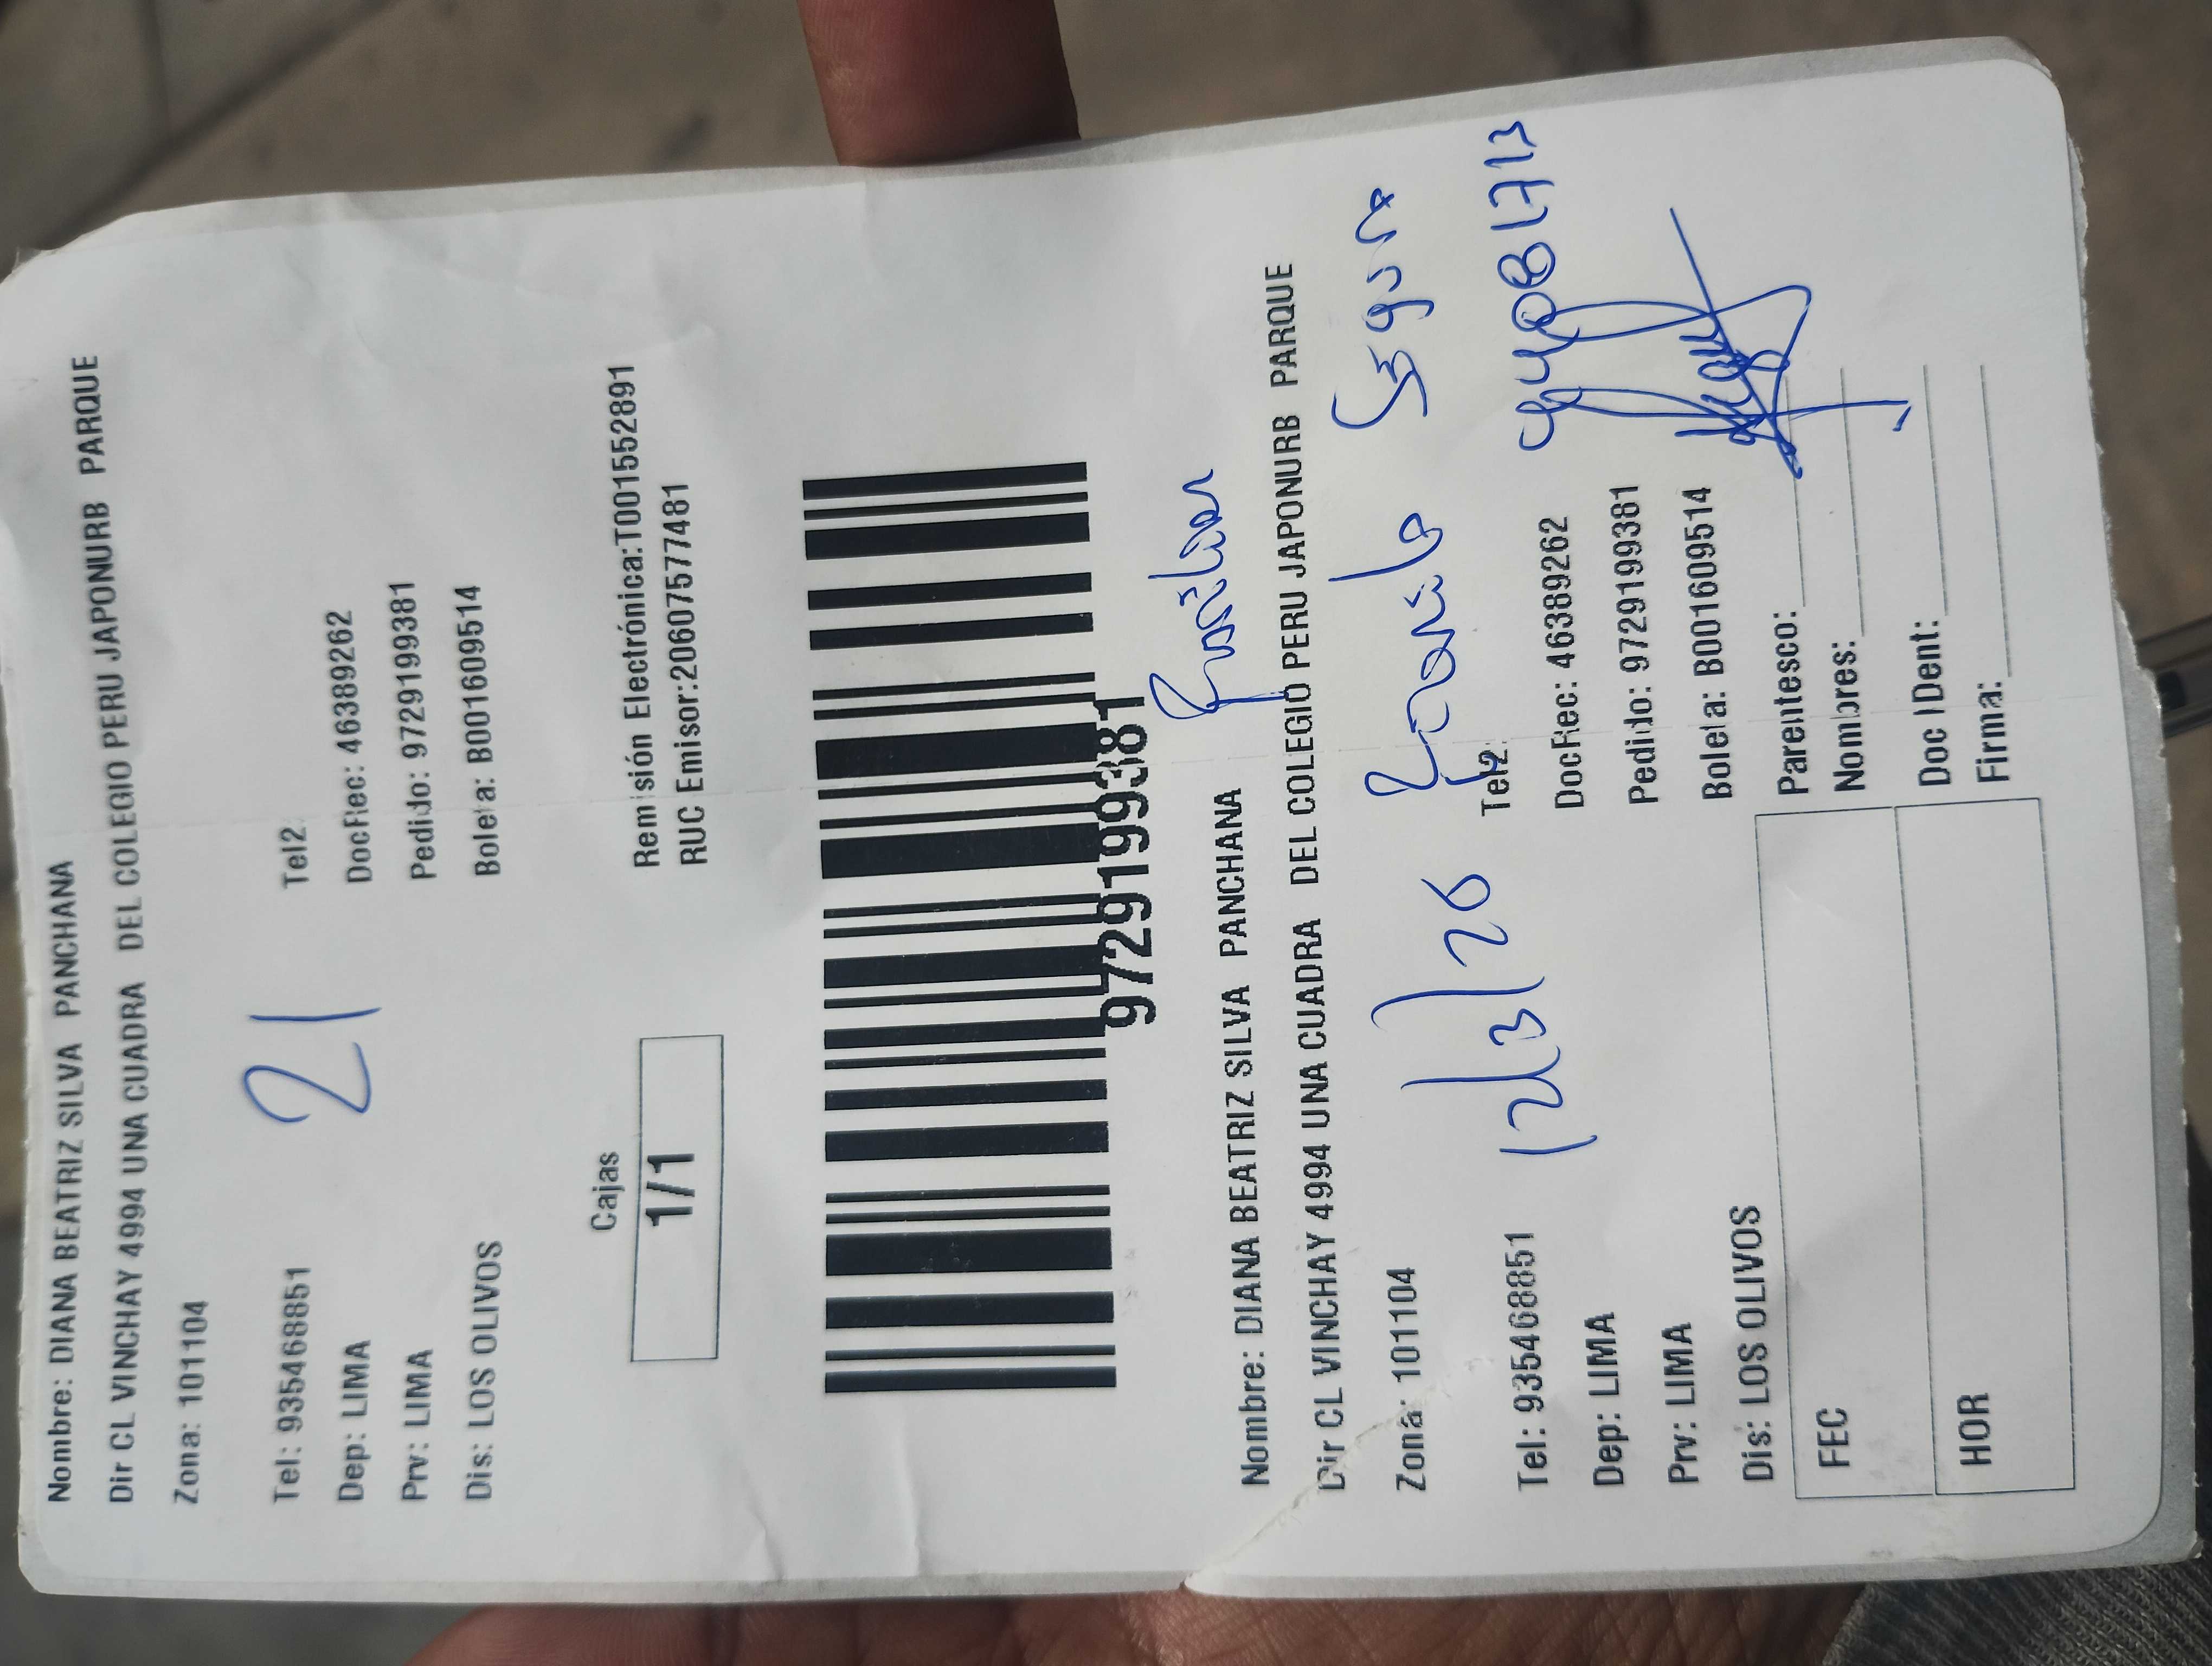 Nombre: DIANA BEATRIZ SILVA PANCHANA
Dir CL VINCHAY 4994 UNA CUADRA DEL COLEGIO PERU JAPONURB PARQUE
Zona: 101104
21
Tel: 935468851 Tel2:
Dep: LIMA DocRec: 46389262
Prv: LIMA Pedido: 9729199381
Dis: LOS OLIVOS Boleta: B001609514
Cajas
1/1
Remisión Electrónica:T001552891
RUC Emisor:20607577481
9729199381
Nombre: DIANA BEATRIZ SILVA PANCHANA
Dir CL VINCHAY 4994 UNA CUADRA DEL COLEGIO PERU JAPONURB PARQUE
Zona: 101104
Tel: 935468851 Tel2:
Dep: LIMA DocRec: 46389262
Prv: LIMA Pedido: 9729199381
Dis: LOS OLIVOS Boleta: B001609514
FEC Parentesco:
Nombres:
HOR Doc IDent:
Firma: